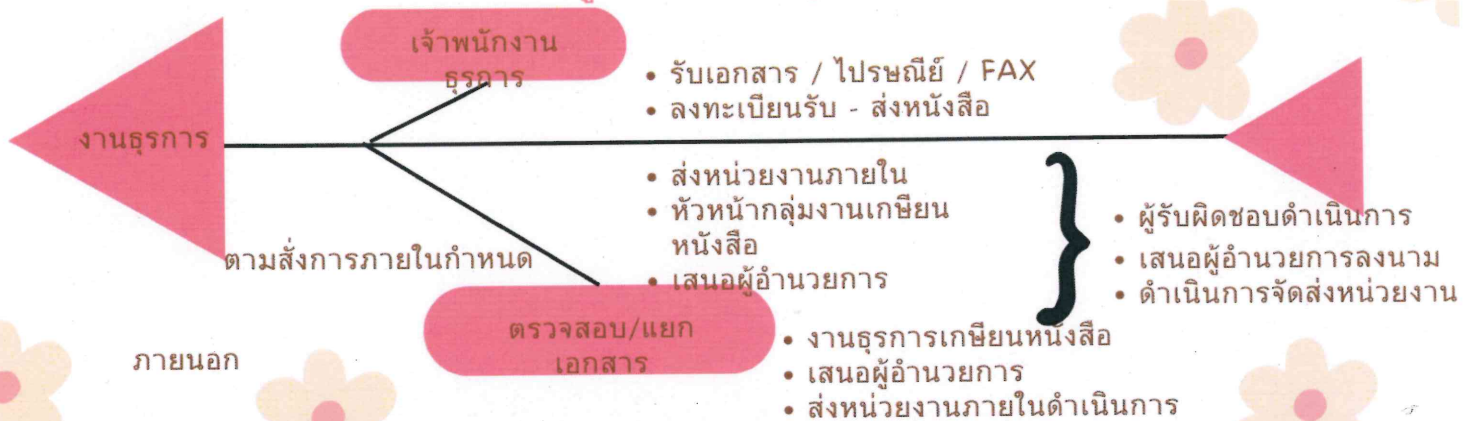 เจ้าพนักงาน
ธุรการ
• รับเอกสาร / ไปรษณีย์ / FAX
• ลงทะเบียนรับ - ส่งหนังสือ
งานธุรการ
• ส่งหน่วยงานภายใน
• หัวหน้ากลุ่มงานเกษียน
หนังสือ
• เสนอผู้อำนวยการ
}
• ผู้รับผิดชอบดำเนินการ
• เสนอผู้อำนวยการลงนาม
• ดำเนินการจัดส่งหน่วยงาน
ตามสั่งการภายในกำหนด
ตรวจสอบ/แยก
เอกสาร
• งานธุรการเกษียนหนังสือ
• เสนอผู้อำนวยการ
• ส่งหน่วยงานภายในดำเนินการ
ภายนอก